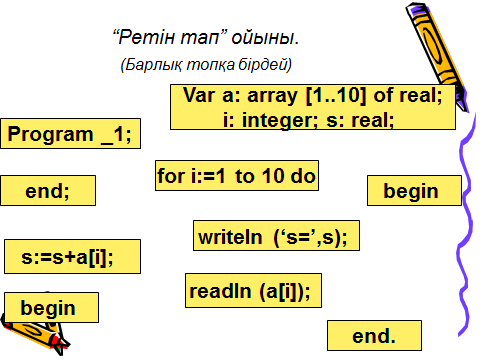 “Ретін тап” ойыны.
(Барлық топқа бірдей)
Var a: array [1..10] of real;
i: integer; s: real;
Program _1;
for i:=1 to 10 do
end;
begin
writeln (‘s=’,s);
s:=s+a[i];
readln (a[i]);
begin
end.